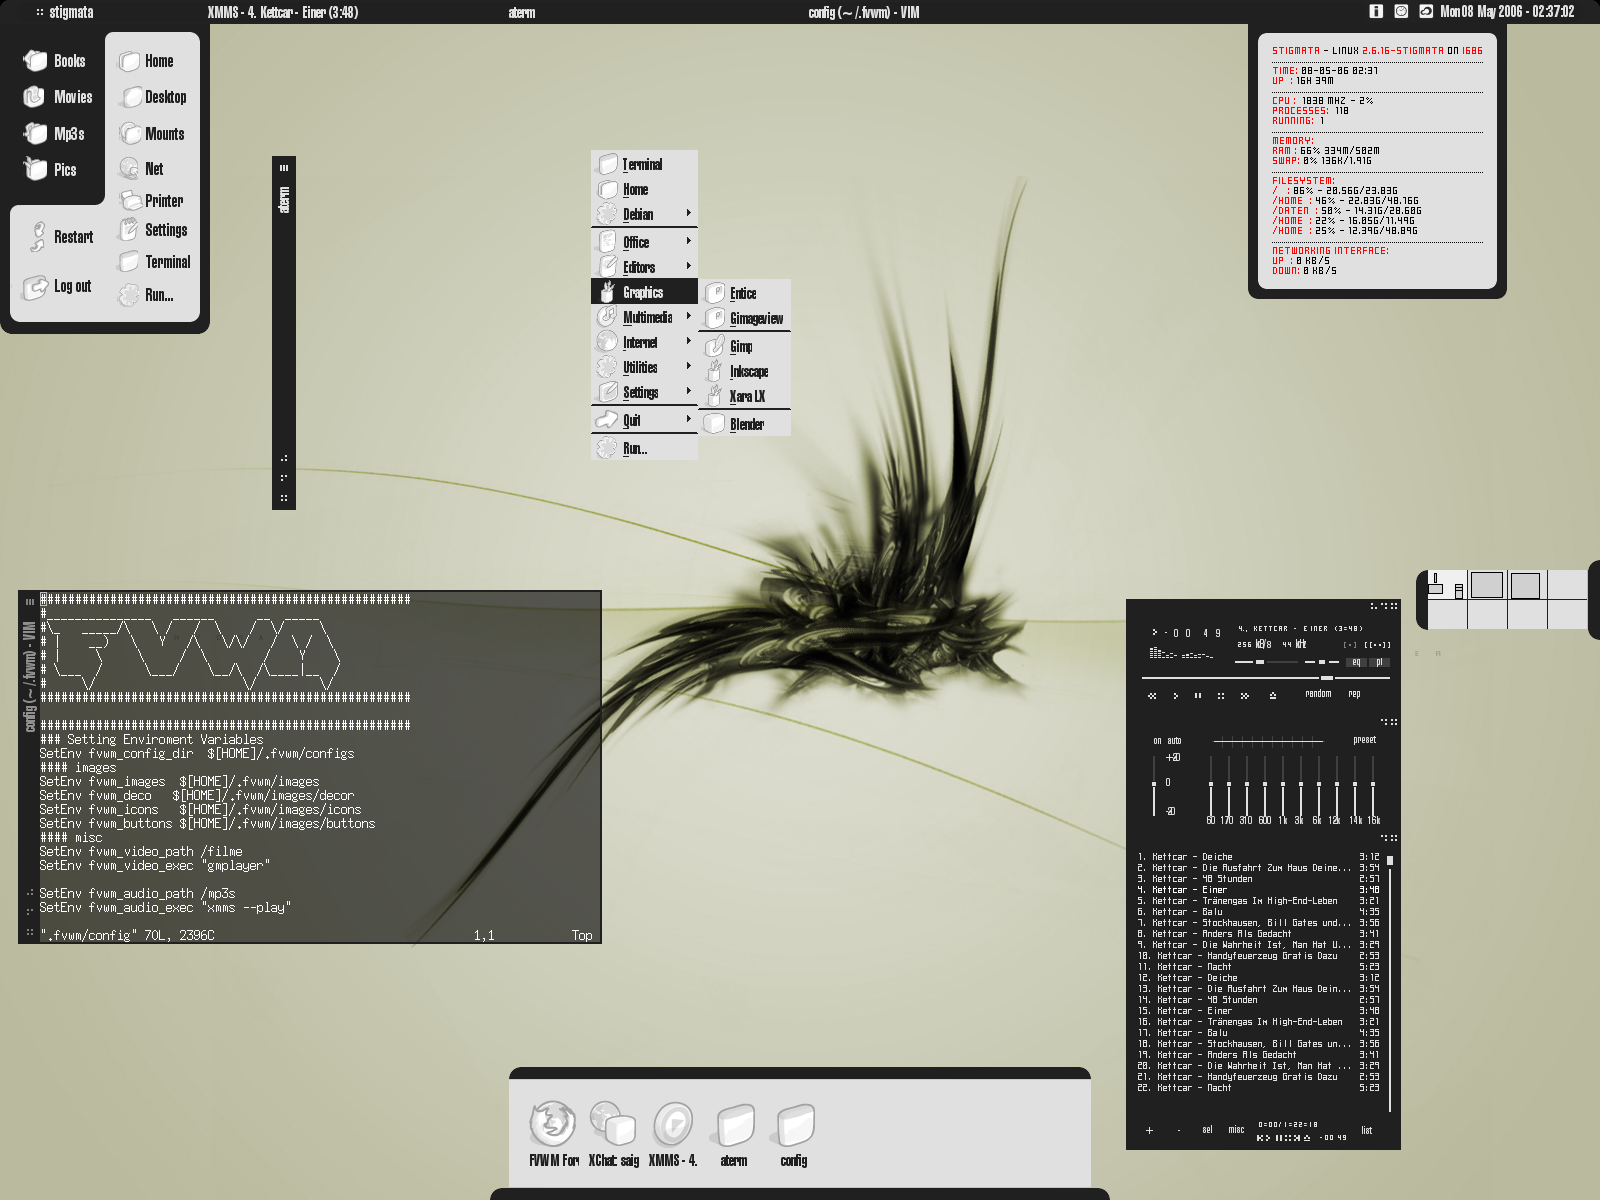 stigmata
XMMS - 4. Kettcar - Einer (3:48)
aterm
config (~ /.fvwm) - VIM
Mon 08 May 2006 - 02:37:02
Books
Movies
Mp3s
Pics
Restart
Log out
Home
Desktop
Mounts
Net
Printer
Settings
Terminal
Run...
aterm
Terminal
Home
Debian
Office
Editors
Graphics
Multimedia
Internet
Utilities
Settings
Quit
Run...
Entice
Gimageview
Gimp
Inkscape
Xara LX
Blender
STIGMATA - LINUX 2.6.16-STIGMATA ON I686
TIME: 08-05-06 02:37
UP : 16H 39M
CPU : 1838 MHZ - 2%
PROCESSES: 118
RUNNING: 1
MEMORY:
RAM : 66% 334M/502M
SWAP: 0% 136K/1.91G
FILESYSTEM:
/ : 86% - 20.56G/23.83G
/HOME : 46% - 22.83G/48.16G
/DATEN : 50% - 14.31G/28.60G
/HOME : 22% - 16.85G/71.49G
/HOME : 25% - 12.39G/48.89G
NETWORKING INTERFACE:
UP : 0 KB/S
DOWN: 0 KB/S
config (~ /.fvwm) - VIM
### Setting Enviroment Variables
SetEnv fvwm_config_dir $[HOME]/.fvwm/configs
#### images
SetEnv fvwm_images $[HOME]/.fvwm/images
SetEnv fvwm_deco $[HOME]/.fvwm/images/decor
SetEnv fvwm_icons $[HOME]/.fvwm/images/icons
SetEnv fvwm_buttons $[HOME]/.fvwm/images/buttons
#### misc
SetEnv fvwm_video_path /filme
SetEnv fvwm_video_exec "gmplayer"
SetEnv fvwm_audio_path /mp3s
SetEnv fvwm_audio_exec "xmms --play"
".fvwm/config" 70L, 2396C 1,1 Top
-00 49
4., KETTCAR - EINER (3:48)
256 kB/s 44 kHz
eq pl
random rep
on auto preset
+20
0
-20
60 170 310 600 1k 3k 6k 12k 14k 16k
1. Kettcar - Deiche 3:12
2. Kettcar - Die Ausfahrt Zum Haus Deine... 3:54
3. Kettcar - 48 Stunden 2:57
4. Kettcar - Einer 3:48
5. Kettcar - Tränengas Im High-End-Leben 3:21
6. Kettcar - Balu 4:35
7. Kettcar - Stockhausen, Bill Gates und... 3:56
8. Kettcar - Anders Als Gedacht 3:41
9. Kettcar - Die Wahrheit Ist, Man Hat U... 3:29
10. Kettcar - Handyfeuerzeug Gratis Dazu 2:53
11. Kettcar - Nacht 5:23
12. Kettcar - Deiche 3:12
13. Kettcar - Die Ausfahrt Zum Haus Dein... 3:54
14. Kettcar - 48 Stunden 2:57
15. Kettcar - Einer 3:48
16. Kettcar - Tränengas Im High-End-Leben 3:21
17. Kettcar - Balu 4:35
18. Kettcar - Stockhausen, Bill Gates un... 3:56
19. Kettcar - Anders Als Gedacht 3:41
20. Kettcar - Die Wahrheit Ist, Man Hat ... 3:29
21. Kettcar - Handyfeuerzeug Gratis Dazu 2:53
22. Kettcar - Nacht 5:23
+ - sel misc list
-00 49
FVWM For
XChat: saig
XMMS - 4.
aterm
config